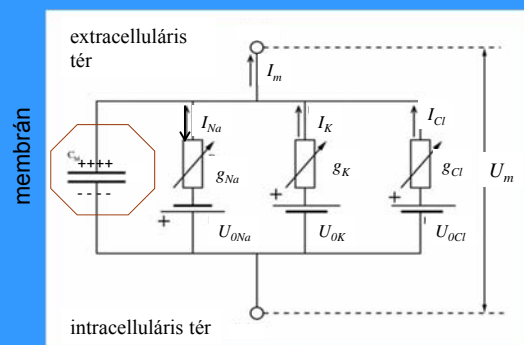 extracelluláris
tér
membrán
I_m
I_Na
I_K
I_Cl
++++
- - - -
g_Na
g_K
g_Cl
U_m
+
+
+
U_0Na
U_0K
U_0Cl
intracelluláris tér